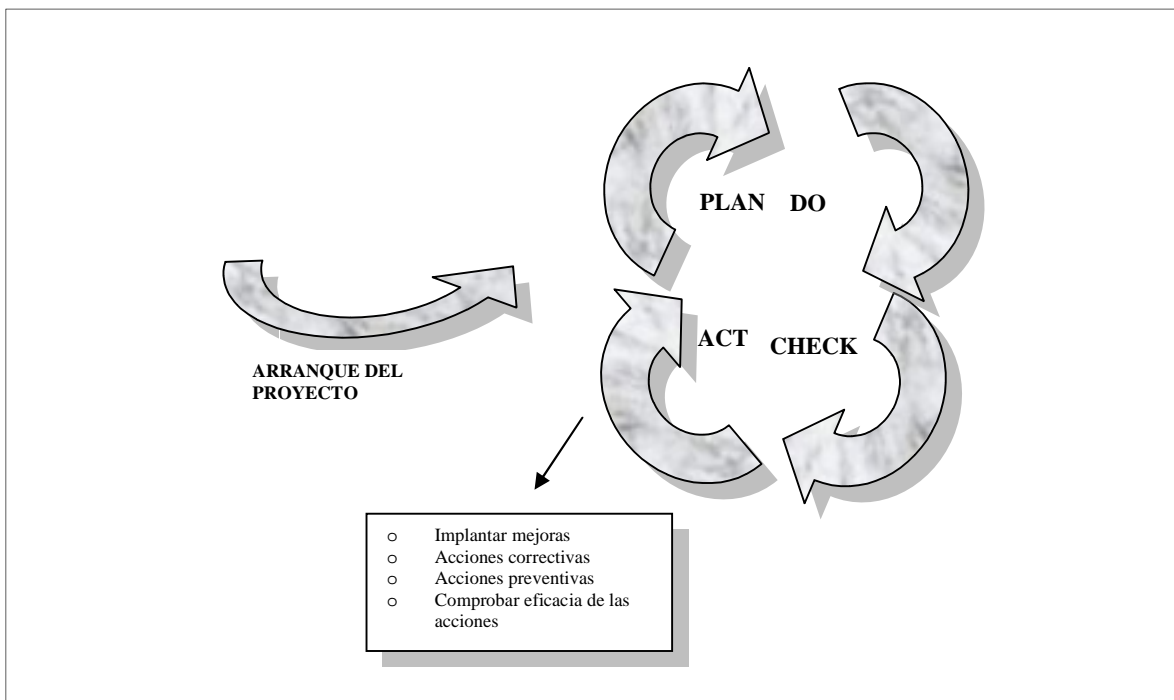 PLAN DO
ACT CHECK
ARRANQUE DEL
PROYECTO
o Implantar mejoras
o Acciones correctivas
o Acciones preventivas
o Comprobar eficacia de las
acciones